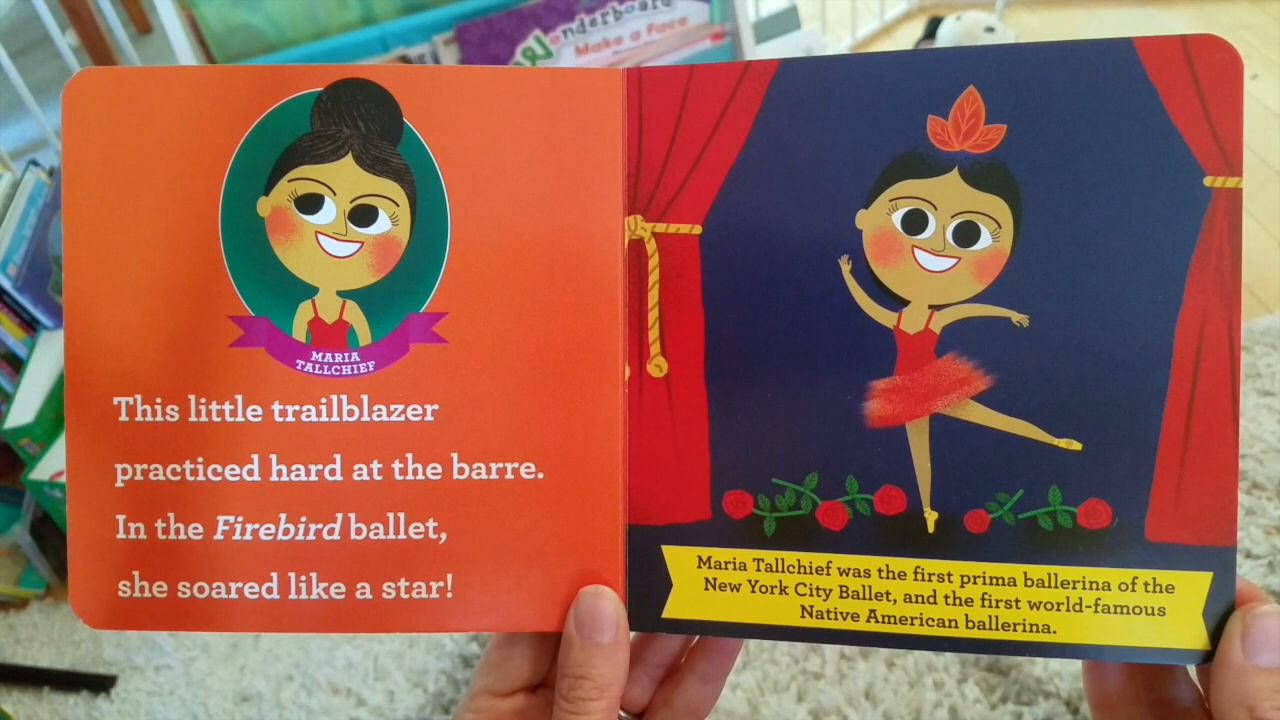 Wonderboard
Make a Face
MARIA
TALLCHIEF
This little trailblazer
practiced hard at the barre.
In the Firebird ballet,
she soared like a star!
Maria Tallchief was the first prima ballerina of the
New York City Ballet, and the first world-famous
Native American ballerina.